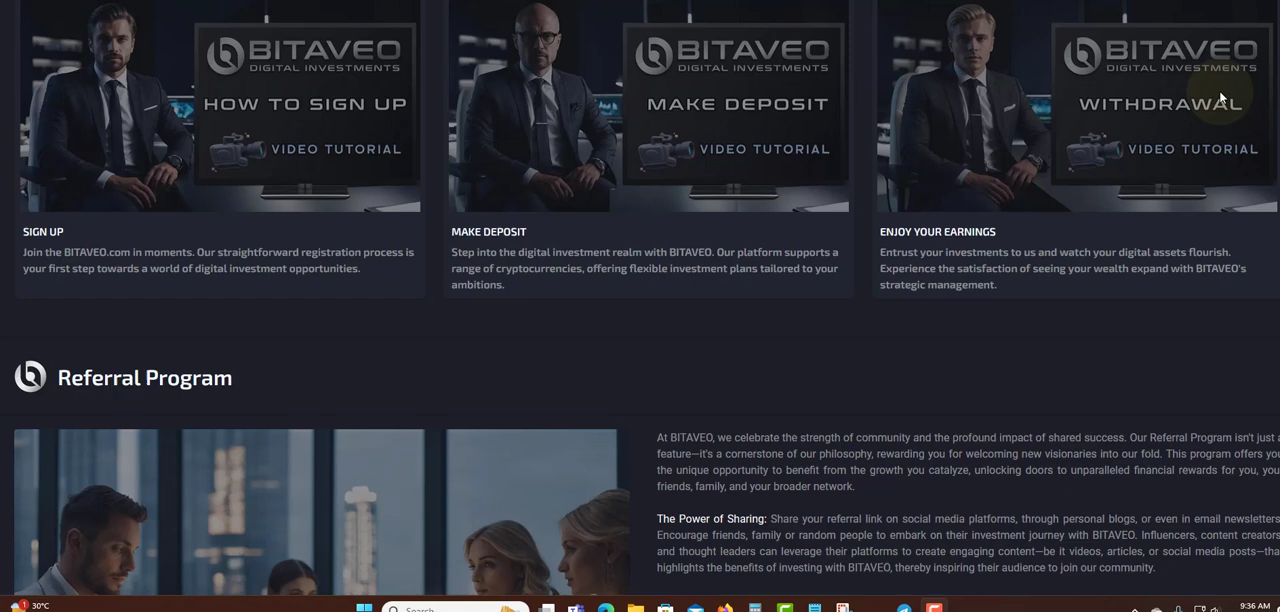 BITAVEO
DIGITAL INVESTMENTS
HOW TO SIGN UP
VIDEO TUTORIAL
BITAVEO
DIGITAL INVESTMENTS
MAKE DEPOSIT
VIDEO TUTORIAL
BITAVEO
DIGITAL INVESTMENTS
WITHDRAWAL
VIDEO TUTORIAL
SIGN UP
Join the BITAVEO.com in moments. Our straightforward registration process is
your first step towards a world of digital investment opportunities.
MAKE DEPOSIT
Step into the digital investment realm with BITAVEO. Our platform supports a
range of cryptocurrencies, offering flexible investment plans tailored to your
ambitions.
ENJOY YOUR EARNINGS
Entrust your investments to us and watch your digital assets flourish.
Experience the satisfaction of seeing your wealth expand with BITAVEO's
strategic management.
Referral Program
At BITAVEO, we celebrate the strength of community and the profound impact of shared success. Our Referral Program isn't just a
feature—it's a cornerstone of our philosophy, rewarding you for welcoming new visionaries into our fold. This program offers you
the unique opportunity to benefit from the growth you catalyze, unlocking doors to unparalleled financial rewards for you, you
friends, family, and your broader network.
The Power of Sharing: Share your referral link on social media platforms, through personal blogs, or even in email newsletters
Encourage friends, family or random people to embark on their investment journey with BITAVEO. Influencers, content creators
and thought leaders can leverage their platforms to create engaging content—be it videos, articles, or social media posts—tha
highlights the benefits of investing with BITAVEO, thereby inspiring their audience to join our community.
1
30°C
Search
9:36 AM